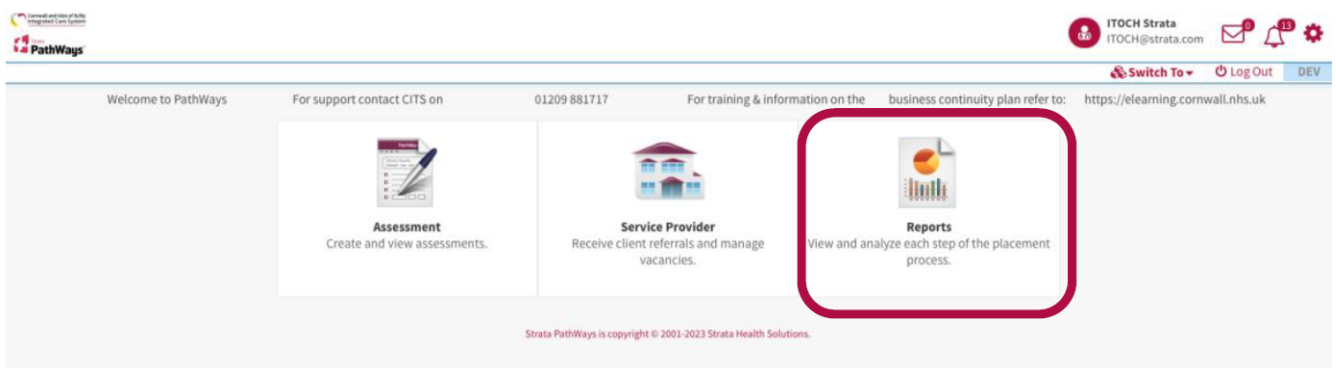 Cornwall and Isles of Scilly
Integrated Care System
Strata
PathWays
ITOCH Strata
ITOCH@strata.com
0
13
Switch To
Log Out
DEV
Welcome to PathWays For support contact CITS on 01209 881717 For training & information on the business continuity plan refer to: https://elearning.cornwall.nhs.uk
PathWays
Assessment
Create and view assessments.
Service Provider
Receive client referrals and manage
vacancies.
Reports
View and analyze each step of the placement
process.
Strata PathWays is copyright © 2001-2023 Strata Health Solutions.